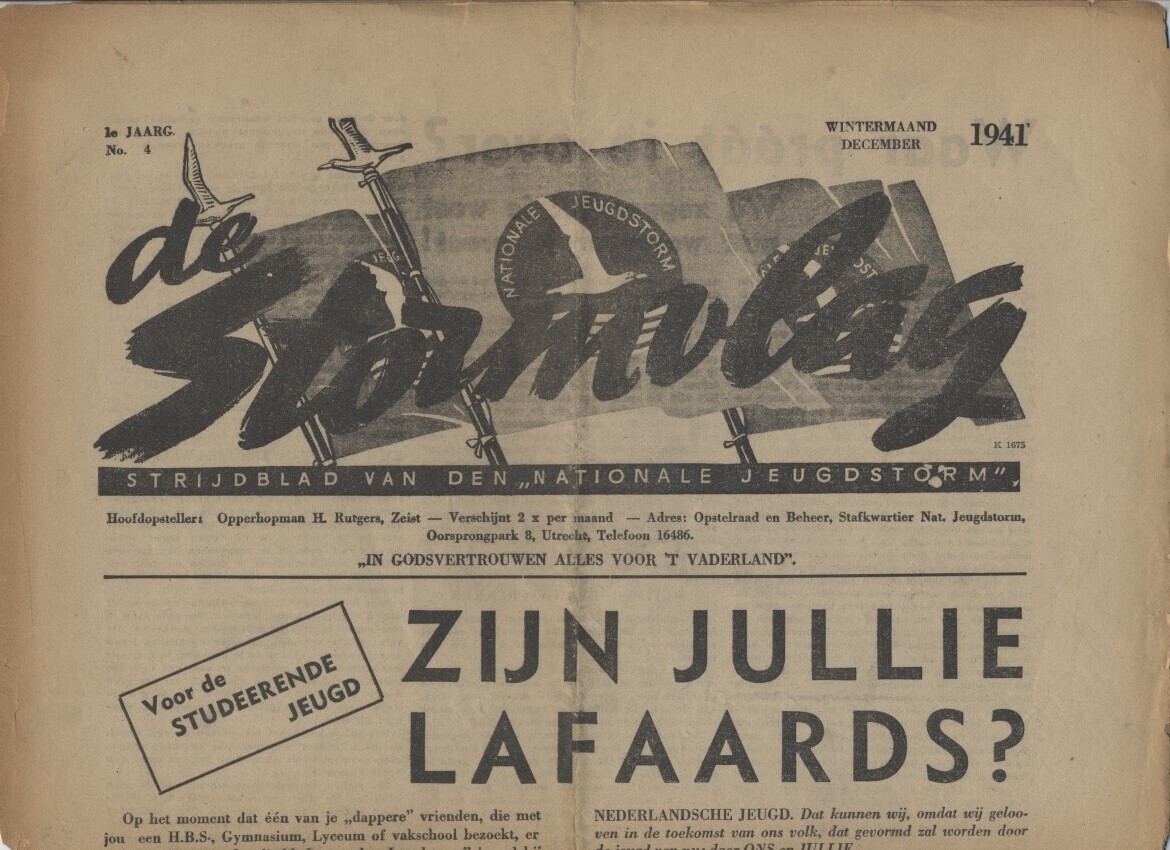 1e JAARG.
No. 4
WINTERMAAND
DECEMBER
1941
de
Stormvlag
NATIONALE JEUGDSTORM
JEUG
K 1675
STRIJDBLAD VAN DEN „NATIONALE JEUGDSTORM”
Hoofdopsteller: Opperhopman H. Rutgers, Zeist — Verschijnt 2 x per maand — Adres: Opstelraad en Beheer, Stafkwartier Nat. Jeugdstorm,
Oorsprongpark 8, Utrecht, Telefoon 16486.
„IN GODSVERTROUWEN ALLES VOOR 'T VADERLAND”.
Voor de
STUDEERENDE
JEUGD
ZIJN JULLIE
LAFAARDS?
Op het moment dat één van je „dappere” vrienden, die met
jou een H.B.S-, Gymnasium, Lyceum of vakschool bezoekt, er
NEDERLANDSCHE JEUGD. Dat kunnen wij, omdat wij geloo-
ven in de toekomst van ons volk, dat gevormd zal worden door